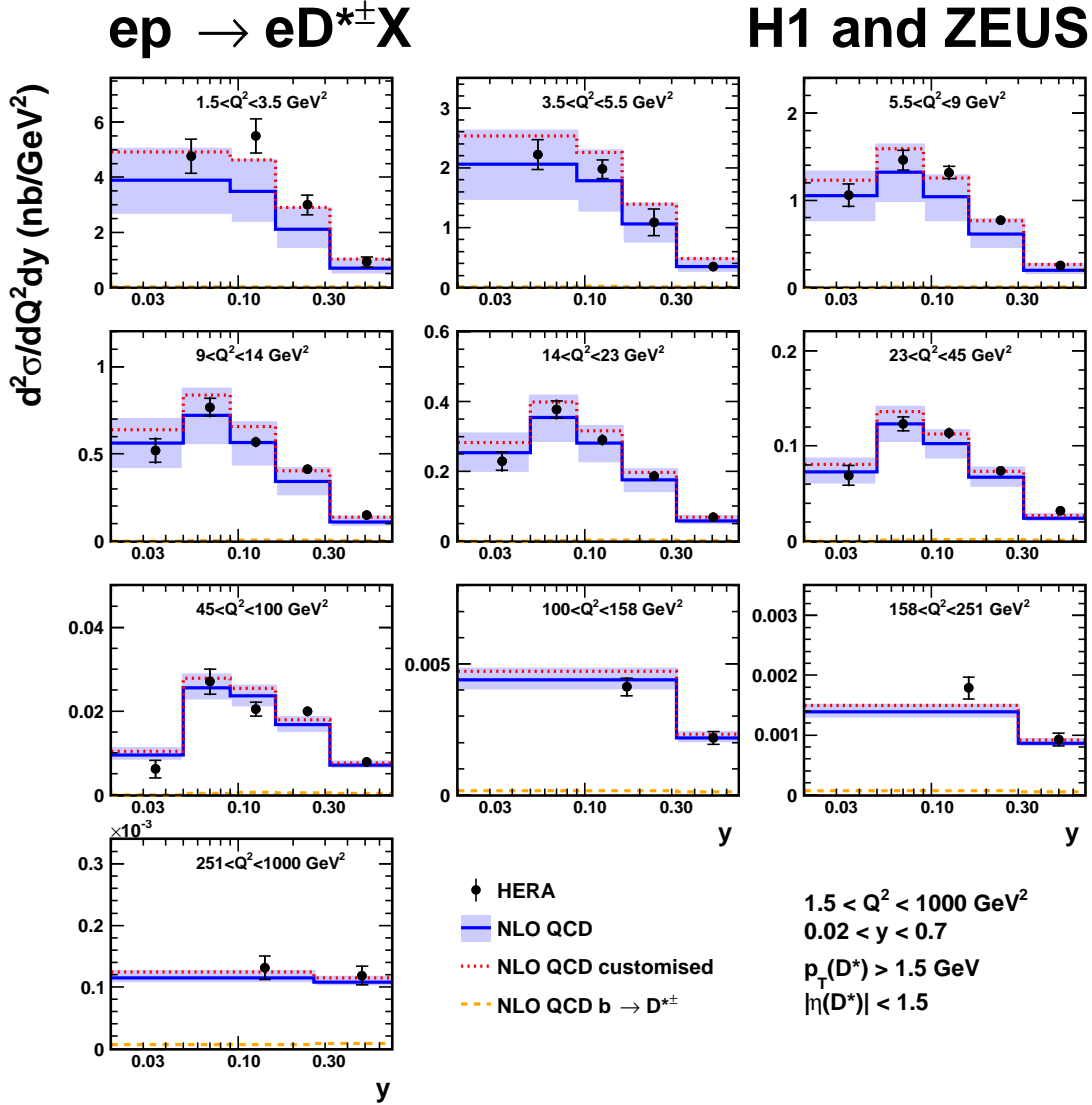 ep → eD*±X
H1 and ZEUS
d²σ/dQ²dy (nb/GeV²)
1.5<Q²<3.5 GeV²
6
4
2
0
0.03 0.10 0.30
3.5<Q²<5.5 GeV²
3
2
1
0
0.03 0.10 0.30
5.5<Q²<9 GeV²
2
1
0
0.03 0.10 0.30
9<Q²<14 GeV²
1
0.5
0
0.03 0.10 0.30
14<Q²<23 GeV²
0.6
0.4
0.2
0
0.03 0.10 0.30
23<Q²<45 GeV²
0.2
0.1
0
0.03 0.10 0.30
45<Q²<100 GeV²
0.04
0.02
0
0.03 0.10 0.30
100<Q²<158 GeV²
0.005
0
0.03 0.10 0.30
y
158<Q²<251 GeV²
0.003
0.002
0.001
0
0.03 0.10 0.30
y
×10⁻³
251<Q²<1000 GeV²
0.3
0.2
0.1
0
0.03 0.10 0.30
y
HERA
NLO QCD
NLO QCD customised
NLO QCD b → D*±
1.5 < Q² < 1000 GeV²
0.02 < y < 0.7
p_T(D*) > 1.5 GeV
|η(D*)| < 1.5